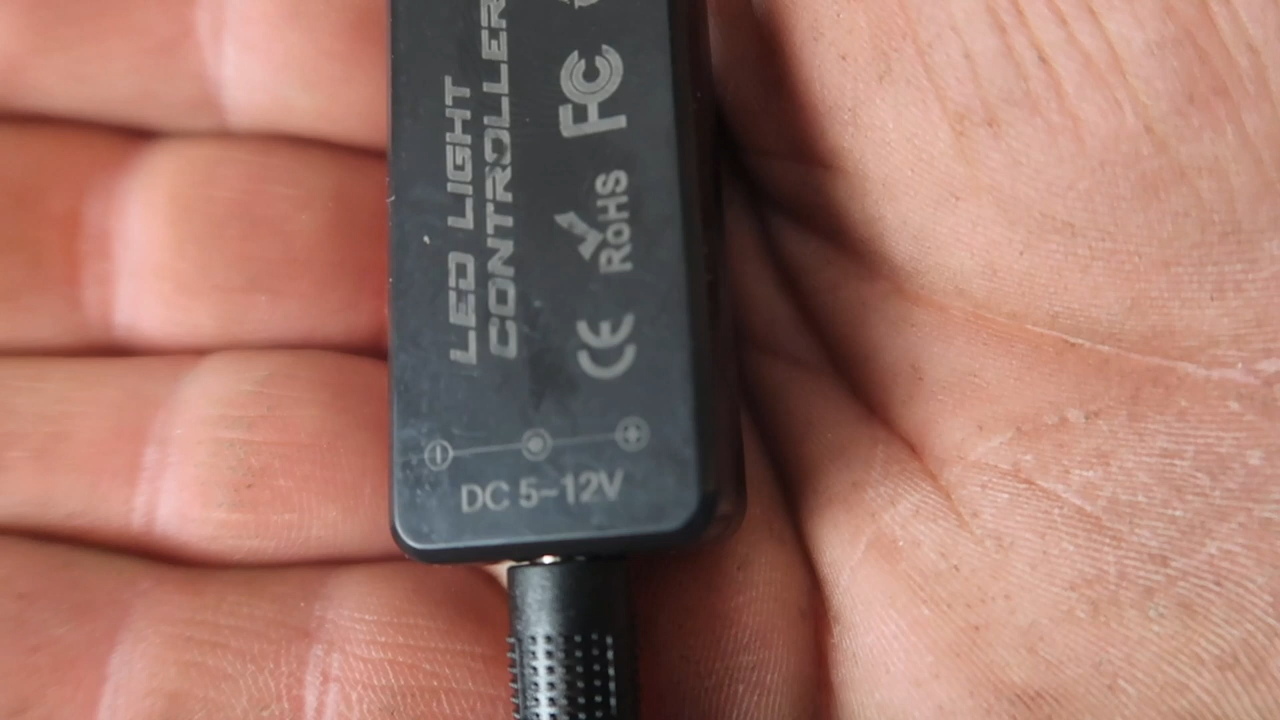 LED LIGHT
CONTROLLER
FC
RoHS
CE
DC 5-12V